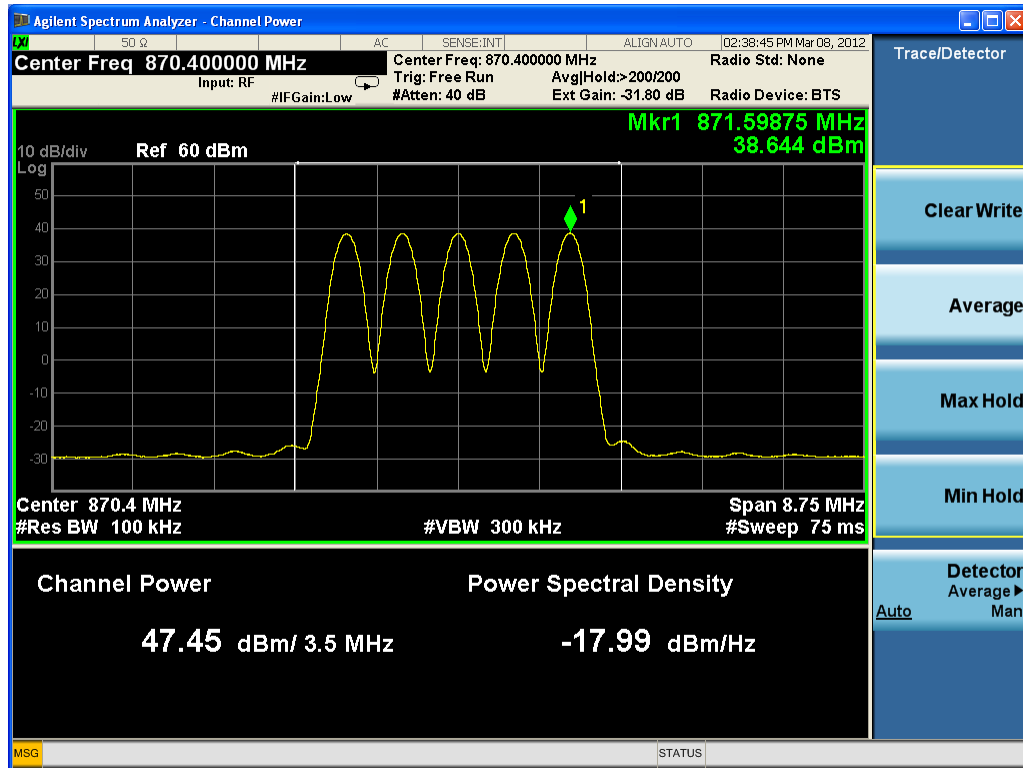 Agilent Spectrum Analyzer - Channel Power
LXI 50 Ω AC SENSE:INT ALIGN AUTO 02:38:45 PM Mar 08, 2012
Center Freq 870.400000 MHz
Input: RF
#IFGain:Low
Center Freq: 870.400000 MHz
Trig: Free Run Avg|Hold:>200/200
#Atten: 40 dB Ext Gain: -31.80 dB
Radio Std: None
Radio Device: BTS
Trace/Detector
Mkr1 871.59875 MHz
38.644 dBm
10 dB/div Ref 60 dBm
Log
50
40
30
20
10
0
-10
-20
-30
1
Center 870.4 MHz Span 8.75 MHz
#Res BW 100 kHz #VBW 300 kHz #Sweep 75 ms
Channel Power Power Spectral Density
47.45 dBm/ 3.5 MHz -17.99 dBm/Hz
Clear Write
Average
Max Hold
Min Hold
Detector
Average
Auto Man
MSG STATUS